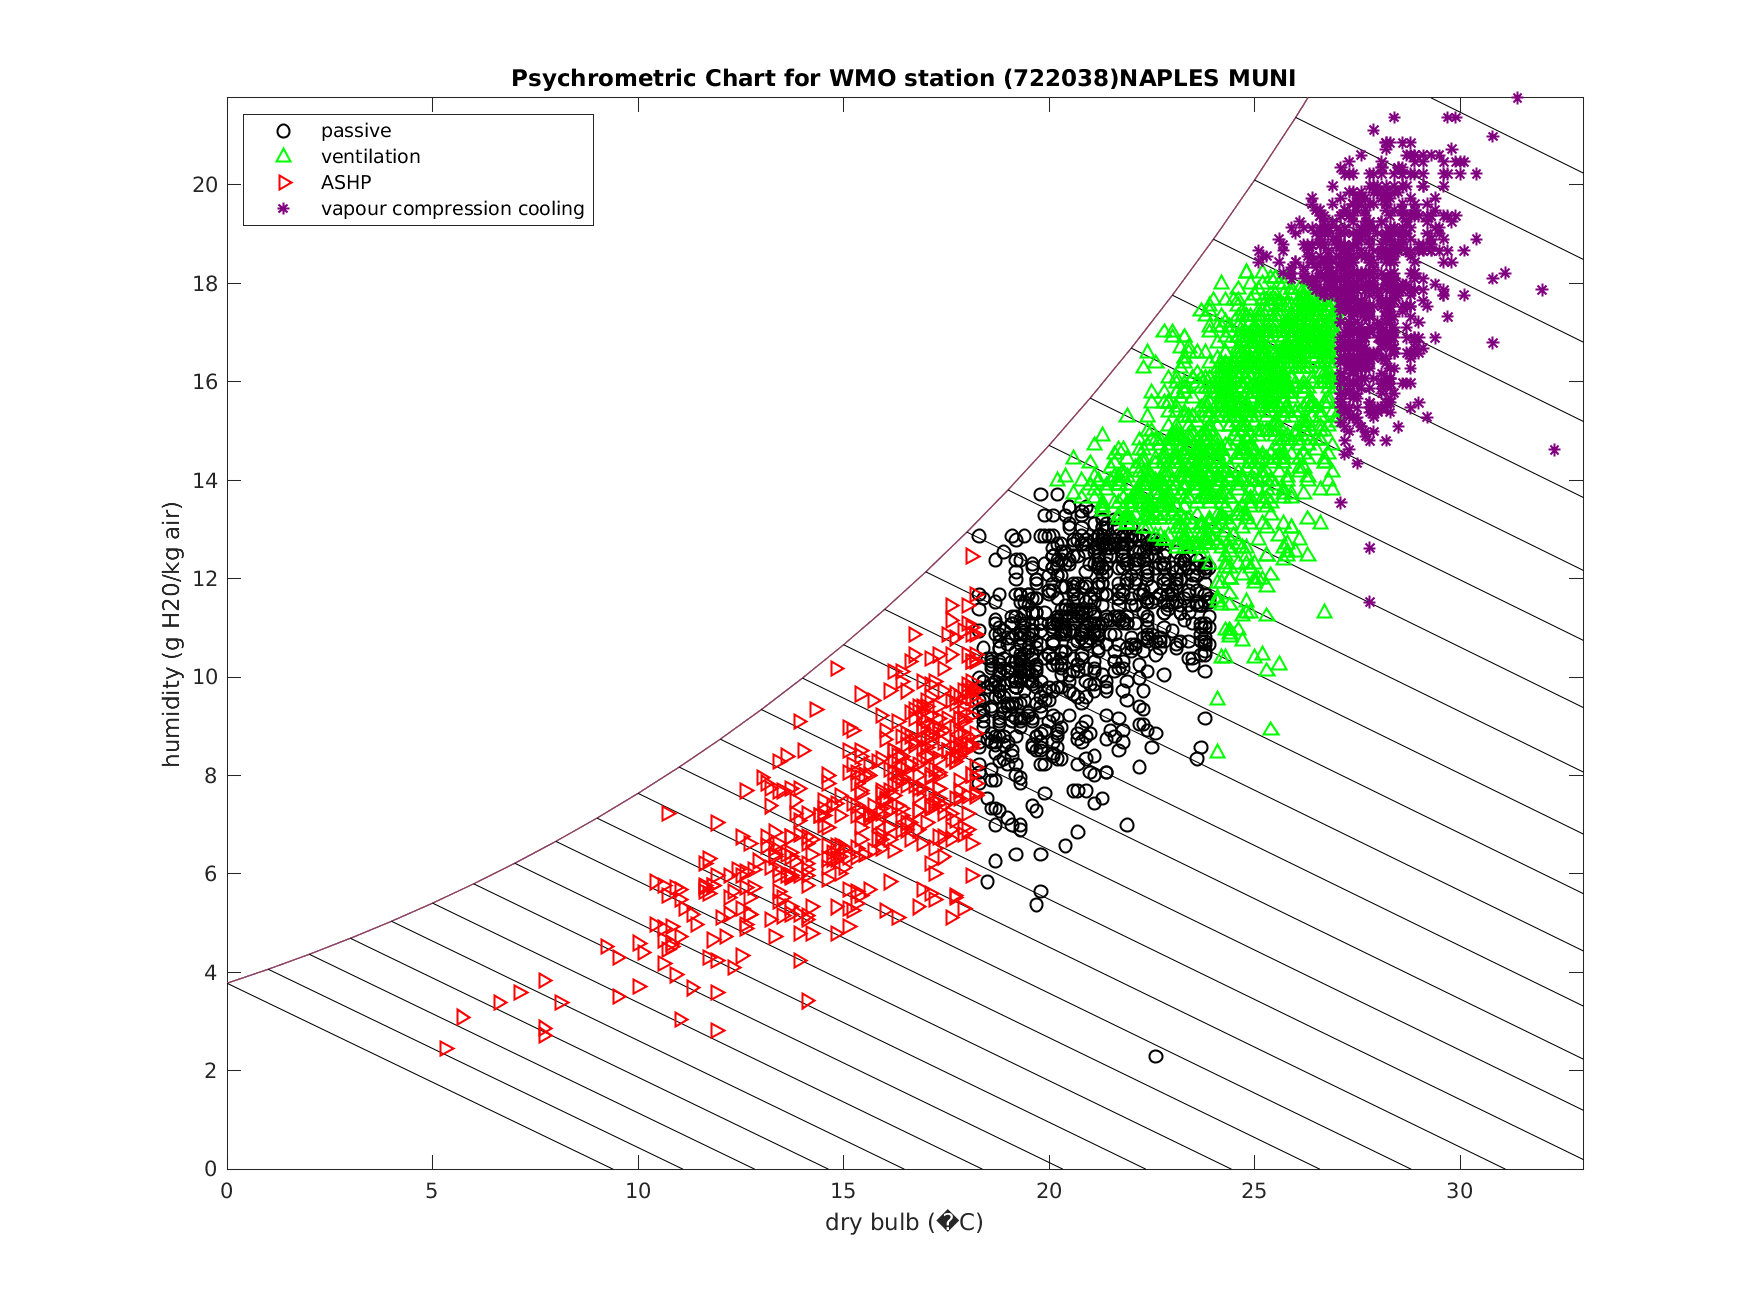 Psychrometric Chart for WMO station (722038)NAPLES MUNI
passive
ventilation
ASHP
vapour compression cooling
20
18
16
14
12
10
8
6
4
2
0
humidity (g H20/kg air)
0 5 10 15 20 25 30
dry bulb (�C)